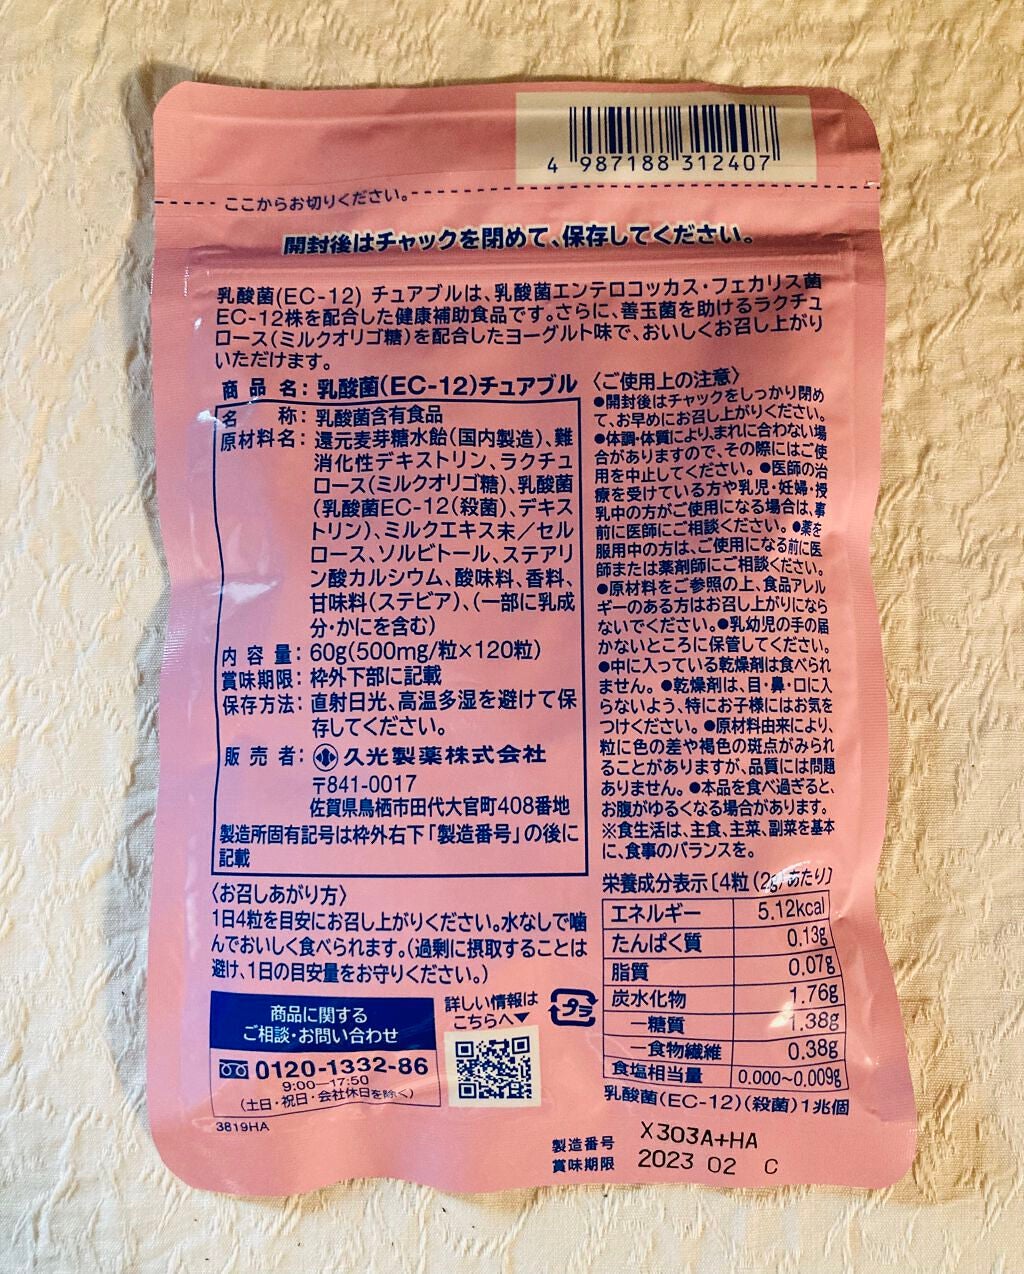 4 987188 312407
ここからお切りください。
開封後はチャックを閉めて、保存してください。
乳酸菌(EC-12) チュアブルは、乳酸菌エンテロコッカス・フェカリス菌
EC-12株を配合した健康補助食品です。さらに、善玉菌を助けるラクチュ
ロース(ミルクオリゴ糖)を配合したヨーグルト味で、おいしくお召し上がり
いただけます。
商品名:乳酸菌(EC-12)チュアブル
名称:乳酸菌含有食品
原材料名:還元麦芽糖水飴(国内製造)、難
消化性デキストリン、ラクチュ
ロース(ミルクオリゴ糖)、乳酸菌
(乳酸菌EC-12(殺菌)、デキス
トリン)、ミルクエキス末/セル
ロース、ソルビトール、ステアリ
ン酸カルシウム、酸味料、香料、
甘味料(ステビア)、(一部に乳成
分・かにを含む)
内容量:60g(500mg/粒×120粒)
賞味期限:枠外下部に記載
保存方法:直射日光、高温多湿を避けて保
存してください。
販売者:久光製薬株式会社
〒841-0017
佐賀県鳥栖市田代大官町408番地
製造所固有記号は枠外右下「製造番号」の後に
記載
〈お召しあがり方〉
1日4粒を目安にお召し上がりください。水なしで噛
んでおいしく食べられます。(過剰に摂取することは
避け、1日の目安量をお守りください。)
商品に関する
ご相談・お問い合わせ
0120-1332-86
9:00―17:50
(土日・祝日・会社休日を除く)
3819HA
詳しい情報は
こちらへ▼
プラ
〈ご使用上の注意〉
●開封後はチャックをしっかり閉め
て、お早めにお召し上がりください。
●体調・体質により、まれに合わない場
合がありますので、その際にはご使
用を中止してください。●医師の治
療を受けている方や乳児・妊婦・授
乳中の方がご使用になる場合は、事
前に医師にご相談ください。●薬を
服用中の方は、ご使用になる前に医
師または薬剤師にご相談ください。
●原材料をご参照の上、食品アレル
ギーのある方はお召し上がりになら
ないでください。●乳幼児の手の届
かないところに保管してください。
●中に入っている乾燥剤は食べられ
ません。●乾燥剤は、目・鼻・口に入
らないよう、特にお子様にはお気を
つけください。●原材料由来により、
粒に色の差や褐色の斑点がみられ
ることがありますが、品質には問題
ありません。●本品を食べ過ぎると、
お腹がゆるくなる場合があります。
※食生活は、主食、主菜、副菜を基本
に、食事のバランスを。
栄養成分表示〔4粒(2g)あたり〕
エネルギー 5.12kcal
たんぱく質 0.13g
脂質 0.07g
炭水化物 1.76g
―糖質 1.38g
―食物繊維 0.38g
食塩相当量 0.000~0.009g
乳酸菌(EC-12)(殺菌)1兆個
製造番号 X303A+HA
賞味期限 2023 02 C